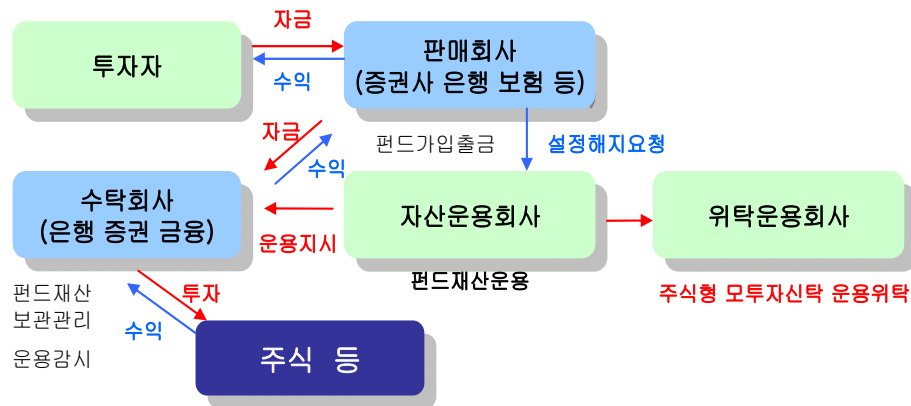 자금
투자자
판매회사
(증권사 은행 보험 등)
수익
자금
펀드가입출금
설정해지요청
수익
수탁회사
(은행 증권 금융)
자산운용회사
위탁운용회사
운용지시
펀드재산운용
펀드재산
보관관리
투자
주식형 모투자신탁 운용위탁
수익
운용감시
주식 등